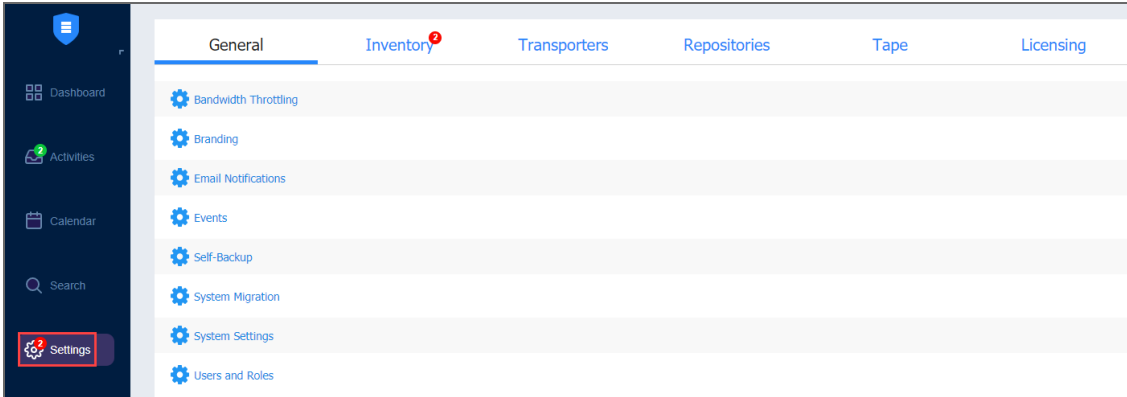 General Inventory 2 Transporters Repositories Tape Licensing
Dashboard
2 Activities
Calendar
Search
2 Settings
Bandwidth Throttling
Branding
Email Notifications
Events
Self-Backup
System Migration
System Settings
Users and Roles